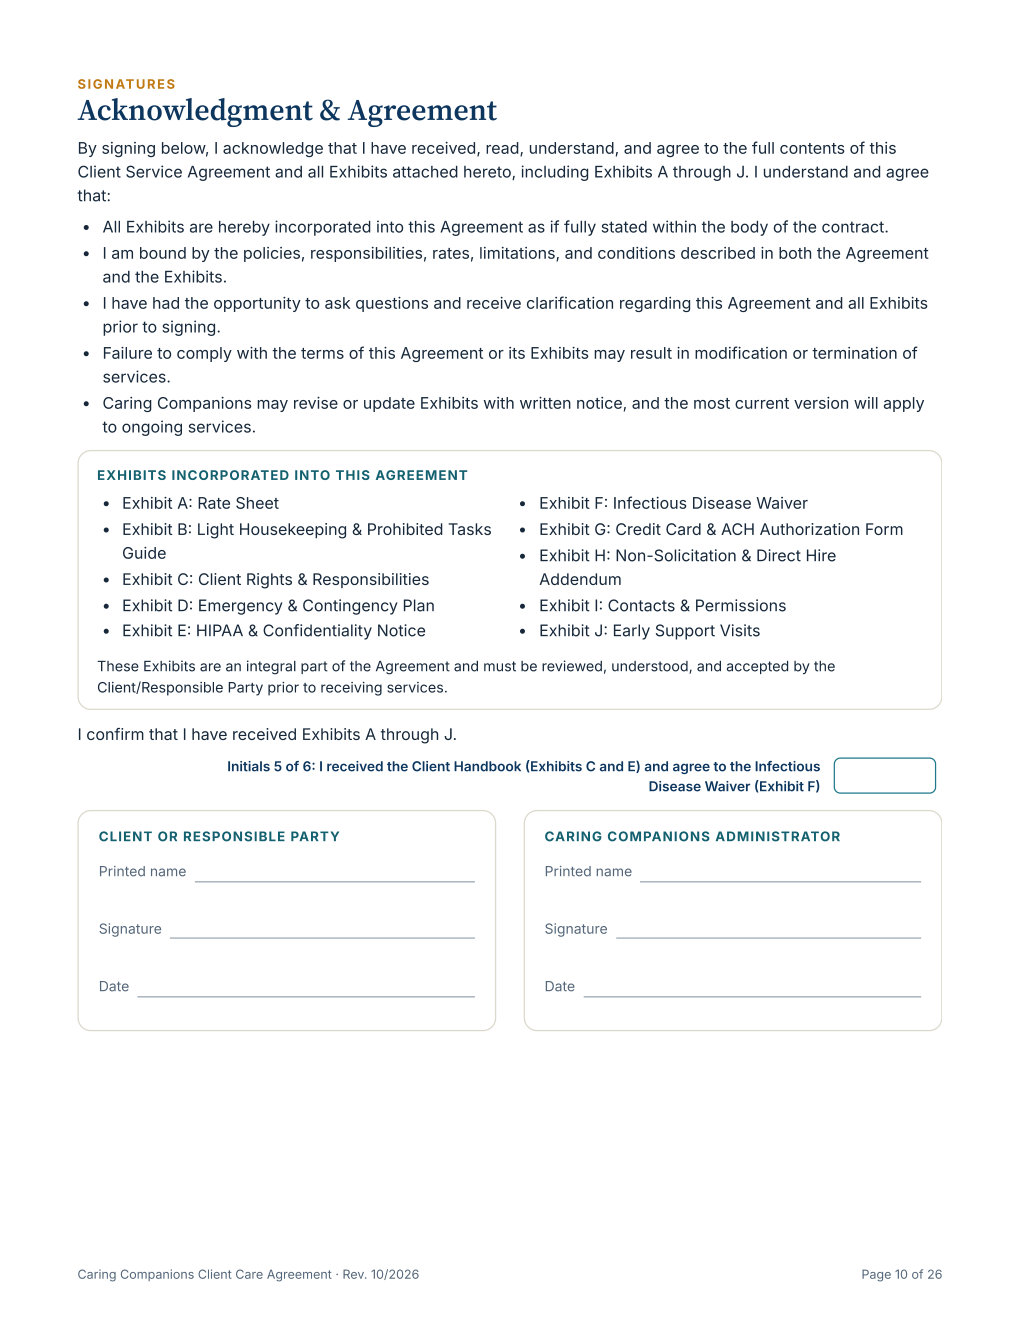 SIGNATURES
Acknowledgment & Agreement
By signing below, I acknowledge that I have received, read, understand, and agree to the full contents of this
Client Service Agreement and all Exhibits attached hereto, including Exhibits A through J. I understand and agree
that:
• All Exhibits are hereby incorporated into this Agreement as if fully stated within the body of the contract.
• I am bound by the policies, responsibilities, rates, limitations, and conditions described in both the Agreement
and the Exhibits.
• I have had the opportunity to ask questions and receive clarification regarding this Agreement and all Exhibits
prior to signing.
• Failure to comply with the terms of this Agreement or its Exhibits may result in modification or termination of
services.
• Caring Companions may revise or update Exhibits with written notice, and the most current version will apply
to ongoing services.
EXHIBITS INCORPORATED INTO THIS AGREEMENT
• Exhibit A: Rate Sheet
• Exhibit B: Light Housekeeping & Prohibited Tasks
Guide
• Exhibit C: Client Rights & Responsibilities
• Exhibit D: Emergency & Contingency Plan
• Exhibit E: HIPAA & Confidentiality Notice
• Exhibit F: Infectious Disease Waiver
• Exhibit G: Credit Card & ACH Authorization Form
• Exhibit H: Non-Solicitation & Direct Hire
Addendum
• Exhibit I: Contacts & Permissions
• Exhibit J: Early Support Visits
These Exhibits are an integral part of the Agreement and must be reviewed, understood, and accepted by the
Client/Responsible Party prior to receiving services.
I confirm that I have received Exhibits A through J.
Initials 5 of 6: I received the Client Handbook (Exhibits C and E) and agree to the Infectious
Disease Waiver (Exhibit F)
CLIENT OR RESPONSIBLE PARTY
Printed name
Signature
Date
CARING COMPANIONS ADMINISTRATOR
Printed name
Signature
Date
Caring Companions Client Care Agreement · Rev. 10/2026
Page 10 of 26